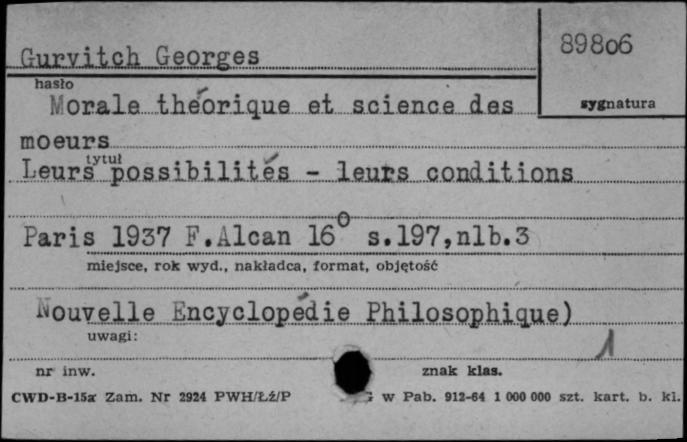 Gurvitch Georges
89806
hasło
sygnatura
Morale théorique et science des
moeurs
tytuł
Leurs possibilités - leurs conditions
Paris 1937 F.Alcan 16° s.197,nlb.3
miejsce, rok wyd., nakładca, format, objętość
Nouvelle Encyclopédie Philosophique)
uwagi:
1
nr inw.
znak klas.
CWD-B-15a Zam. Nr 2924 PWH/Łź/P w Pab. 912-64 1 000 000 szt. kart. b. kl.